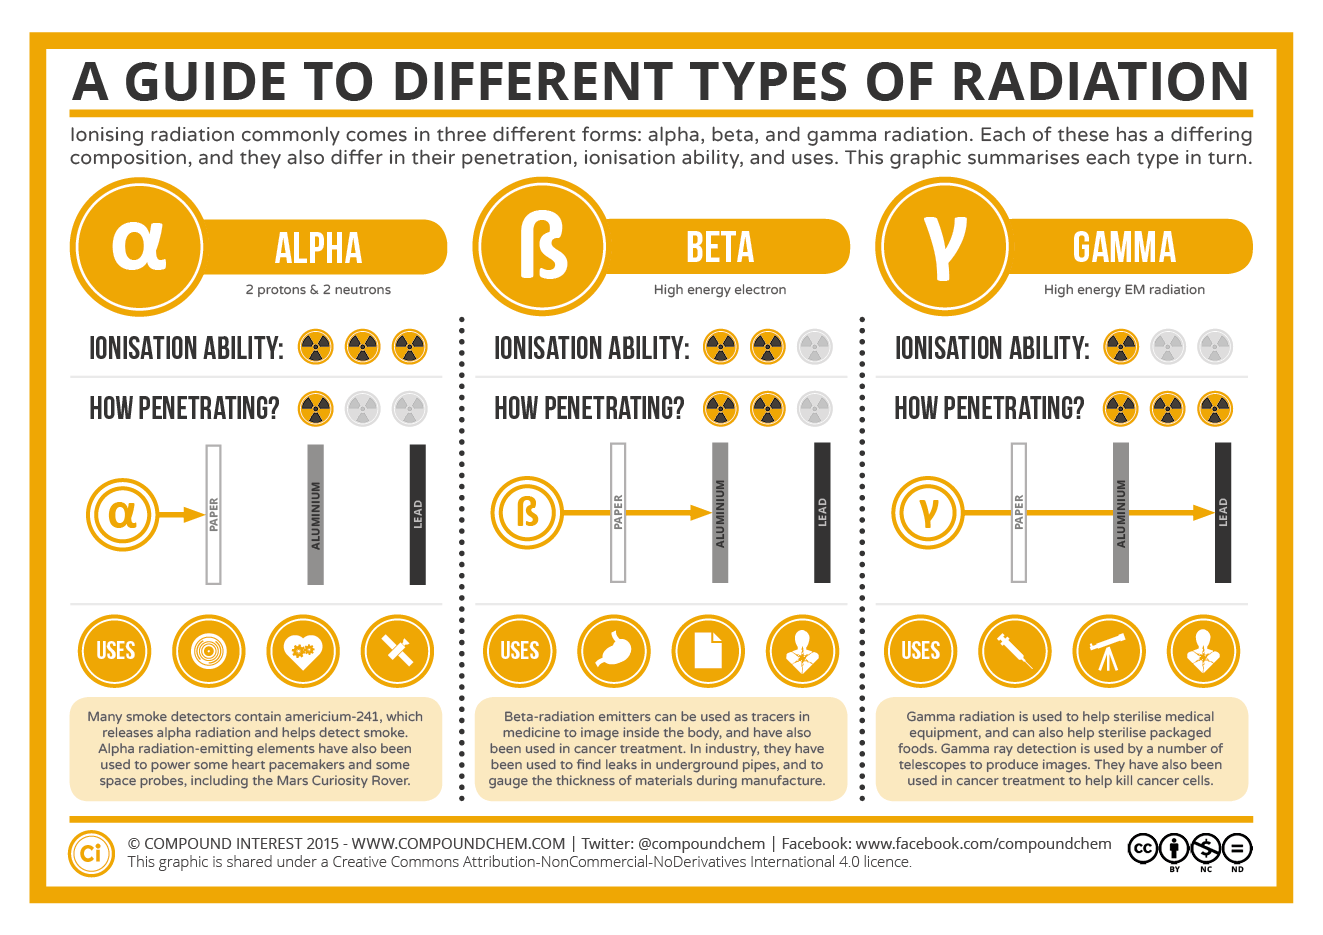 A GUIDE TO DIFFERENT TYPES OF RADIATION
Ionising radiation commonly comes in three different forms: alpha, beta, and gamma radiation. Each of these has a differing
composition, and they also differ in their penetration, ionisation ability, and uses. This graphic summarises each type in turn.
α
ALPHA
2 protons & 2 neutrons
IONISATION ABILITY:
HOW PENETRATING?
α
PAPER
ALUMINIUM
LEAD
USES
Many smoke detectors contain americium-241, which
releases alpha radiation and helps detect smoke.
Alpha radiation-emitting elements have also been
used to power some heart pacemakers and some
space probes, including the Mars Curiosity Rover.
ß
BETA
High energy electron
IONISATION ABILITY:
HOW PENETRATING?
ß
PAPER
ALUMINIUM
LEAD
USES
Beta-radiation emitters can be used as tracers in
medicine to image inside the body, and have also
been used in cancer treatment. In industry, they have
been used to find leaks in underground pipes, and to
gauge the thickness of materials during manufacture.
γ
GAMMA
High energy EM radiation
IONISATION ABILITY:
HOW PENETRATING?
γ
PAPER
ALUMINIUM
LEAD
USES
Gamma radiation is used to help sterilise medical
equipment, and can also help sterilise packaged
foods. Gamma ray detection is used by a number of
telescopes to produce images. They have also been
used in cancer treatment to help kill cancer cells.
Ci
© COMPOUND INTEREST 2015 - WWW.COMPOUNDCHEM.COM | Twitter: @compoundchem | Facebook: www.facebook.com/compoundchem
This graphic is shared under a Creative Commons Attribution-NonCommercial-NoDerivatives International 4.0 licence.
cc
BY NC ND